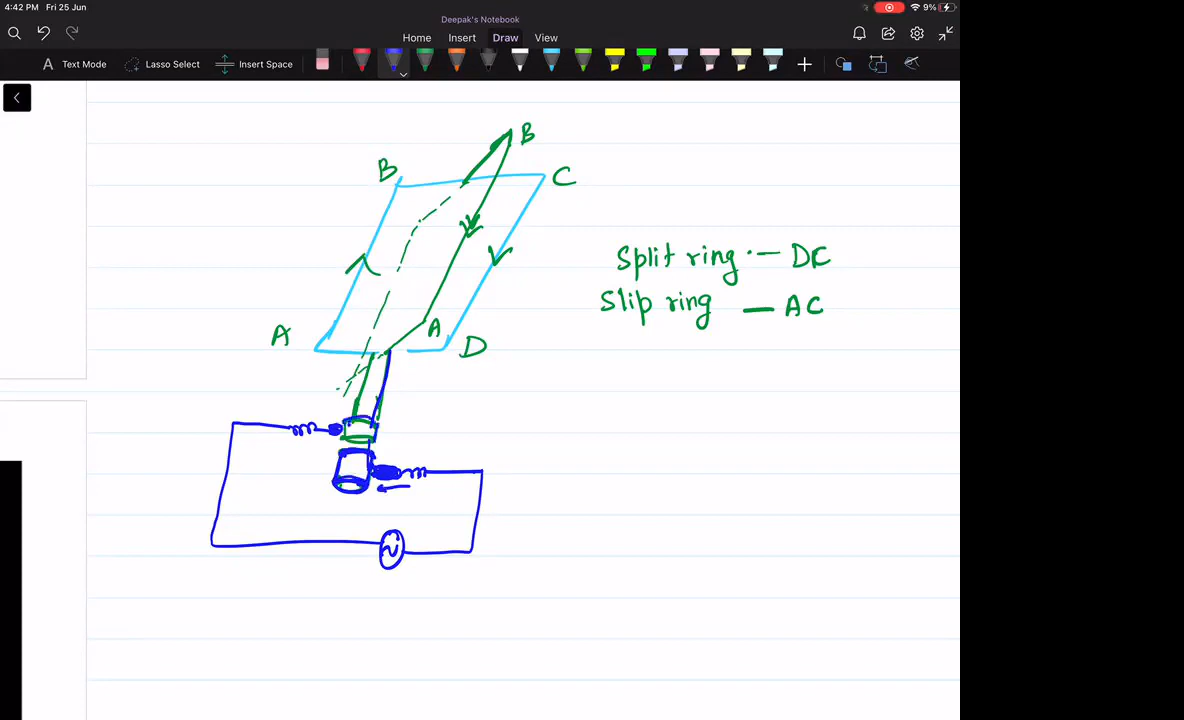 4:42 PM Fri 25 Jun
9%
Deepak's Notebook
Home Insert Draw View
A Text Mode Lasso Select Insert Space
B
B
C
Split ring - DC
Slip ring - AC
A
A
D